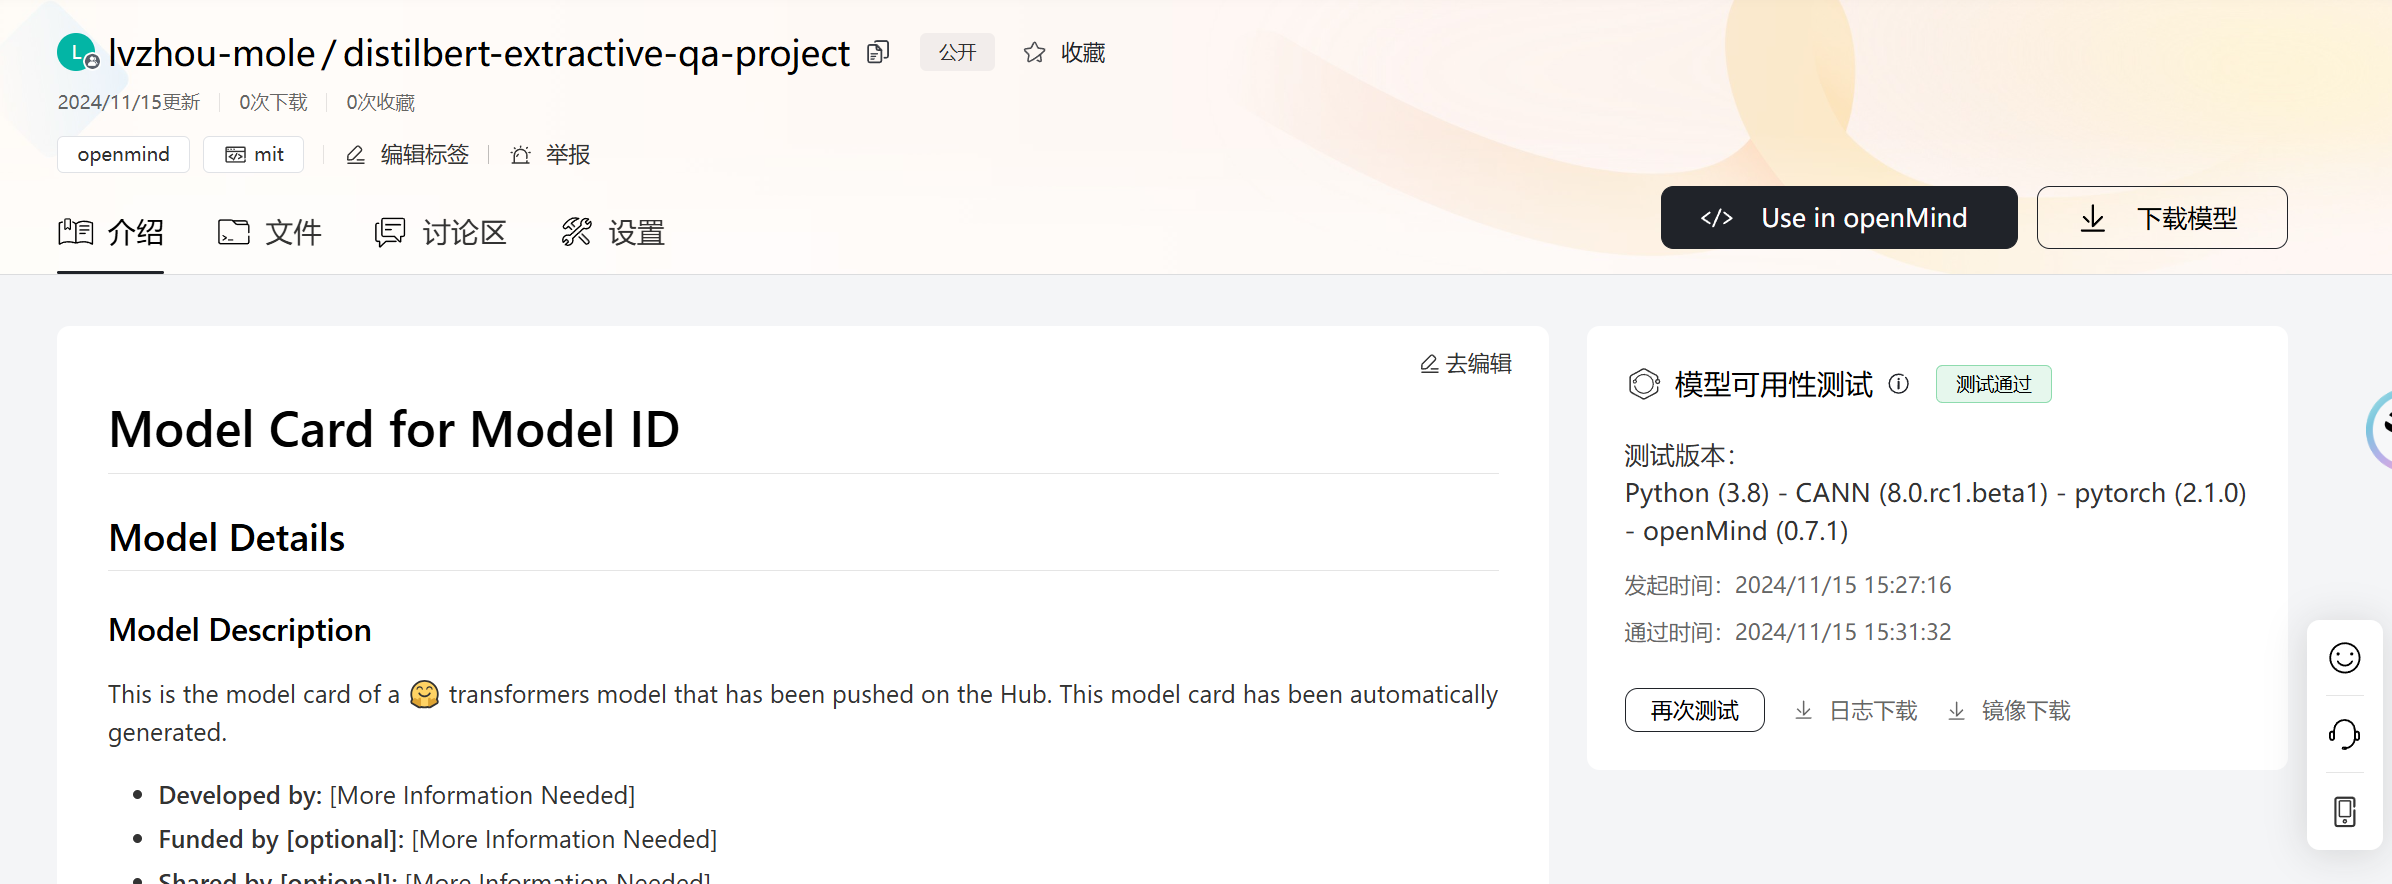 L lvzhou-mole / distilbert-extractive-qa-project 公开 收藏
2024/11/15更新 0次下载 0次收藏
openmind mit 编辑标签 举报
介绍 文件 讨论区 设置
Use in openMind 下载模型
去编辑
Model Card for Model ID
Model Details
Model Description
This is the model card of a 🤗 transformers model that has been pushed on the Hub. This model card has been automatically
generated.
• Developed by: [More Information Needed]
• Funded by [optional]: [More Information Needed]
• Shared by [optional]: [More Information Needed]
模型可用性测试 测试通过
测试版本：
Python (3.8) - CANN (8.0.rc1.beta1) - pytorch (2.1.0)
- openMind (0.7.1)
发起时间：2024/11/15 15:27:16
通过时间：2024/11/15 15:31:32
再次测试 日志下载 镜像下载